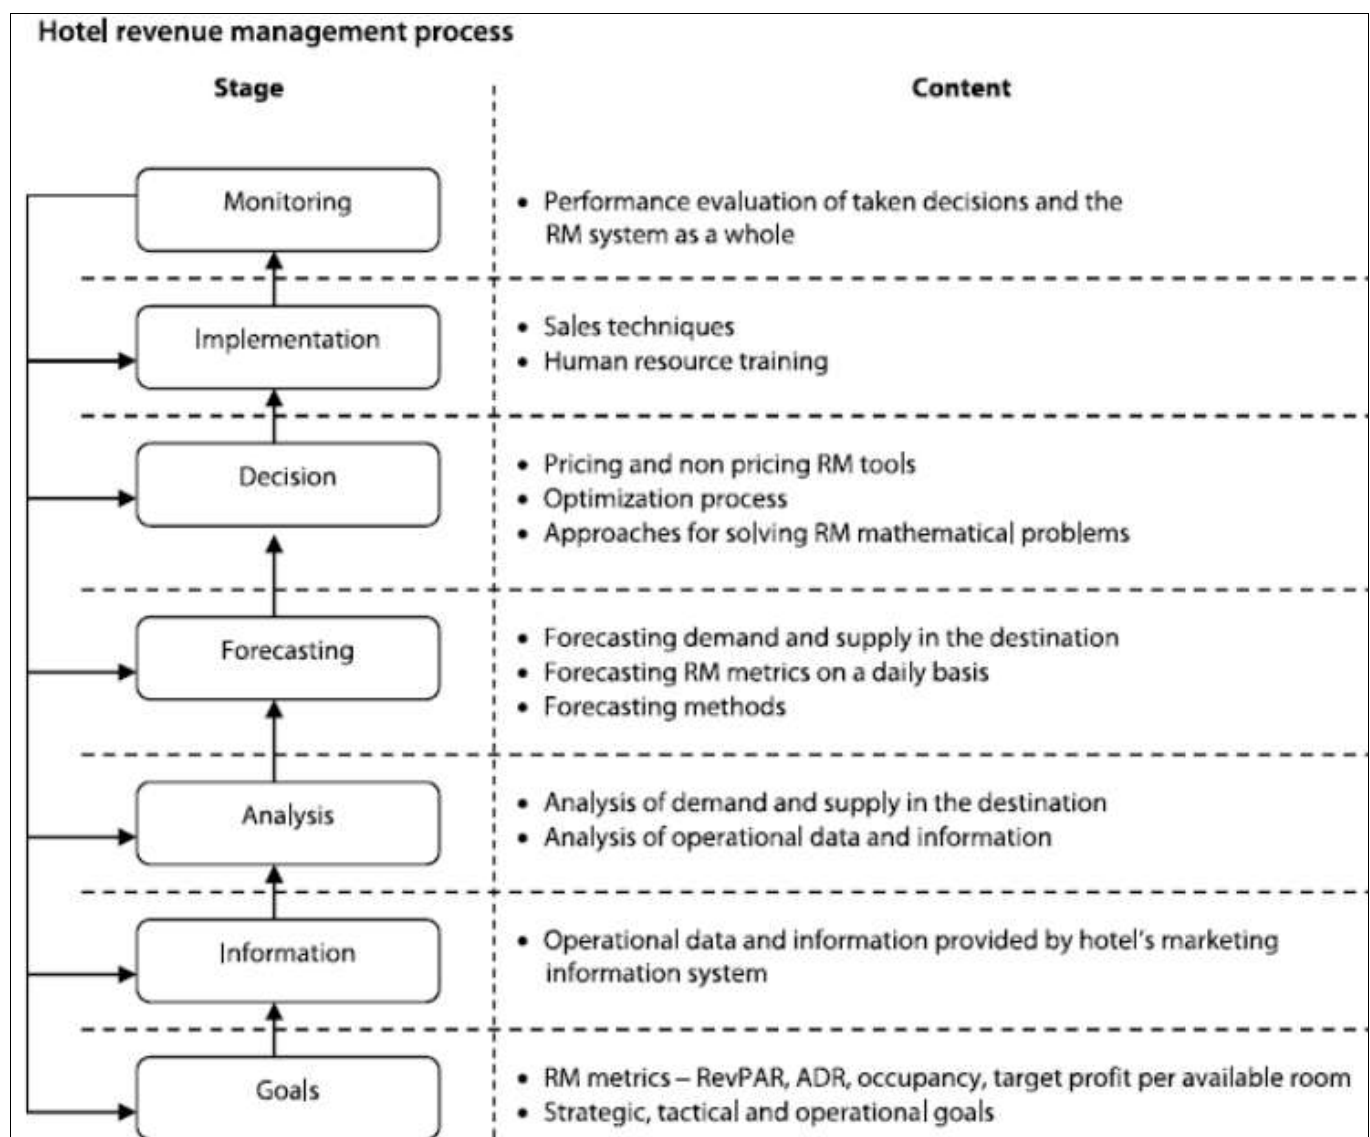 Hotel revenue management process
Stage
Content
Monitoring
• Performance evaluation of taken decisions and the
RM system as a whole
Implementation
• Sales techniques
• Human resource training
Decision
• Pricing and non pricing RM tools
• Optimization process
• Approaches for solving RM mathematical problems
Forecasting
• Forecasting demand and supply in the destination
• Forecasting RM metrics on a daily basis
• Forecasting methods
Analysis
• Analysis of demand and supply in the destination
• Analysis of operational data and information
Information
• Operational data and information provided by hotel's marketing
information system
Goals
• RM metrics – RevPAR, ADR, occupancy, target profit per available room
• Strategic, tactical and operational goals